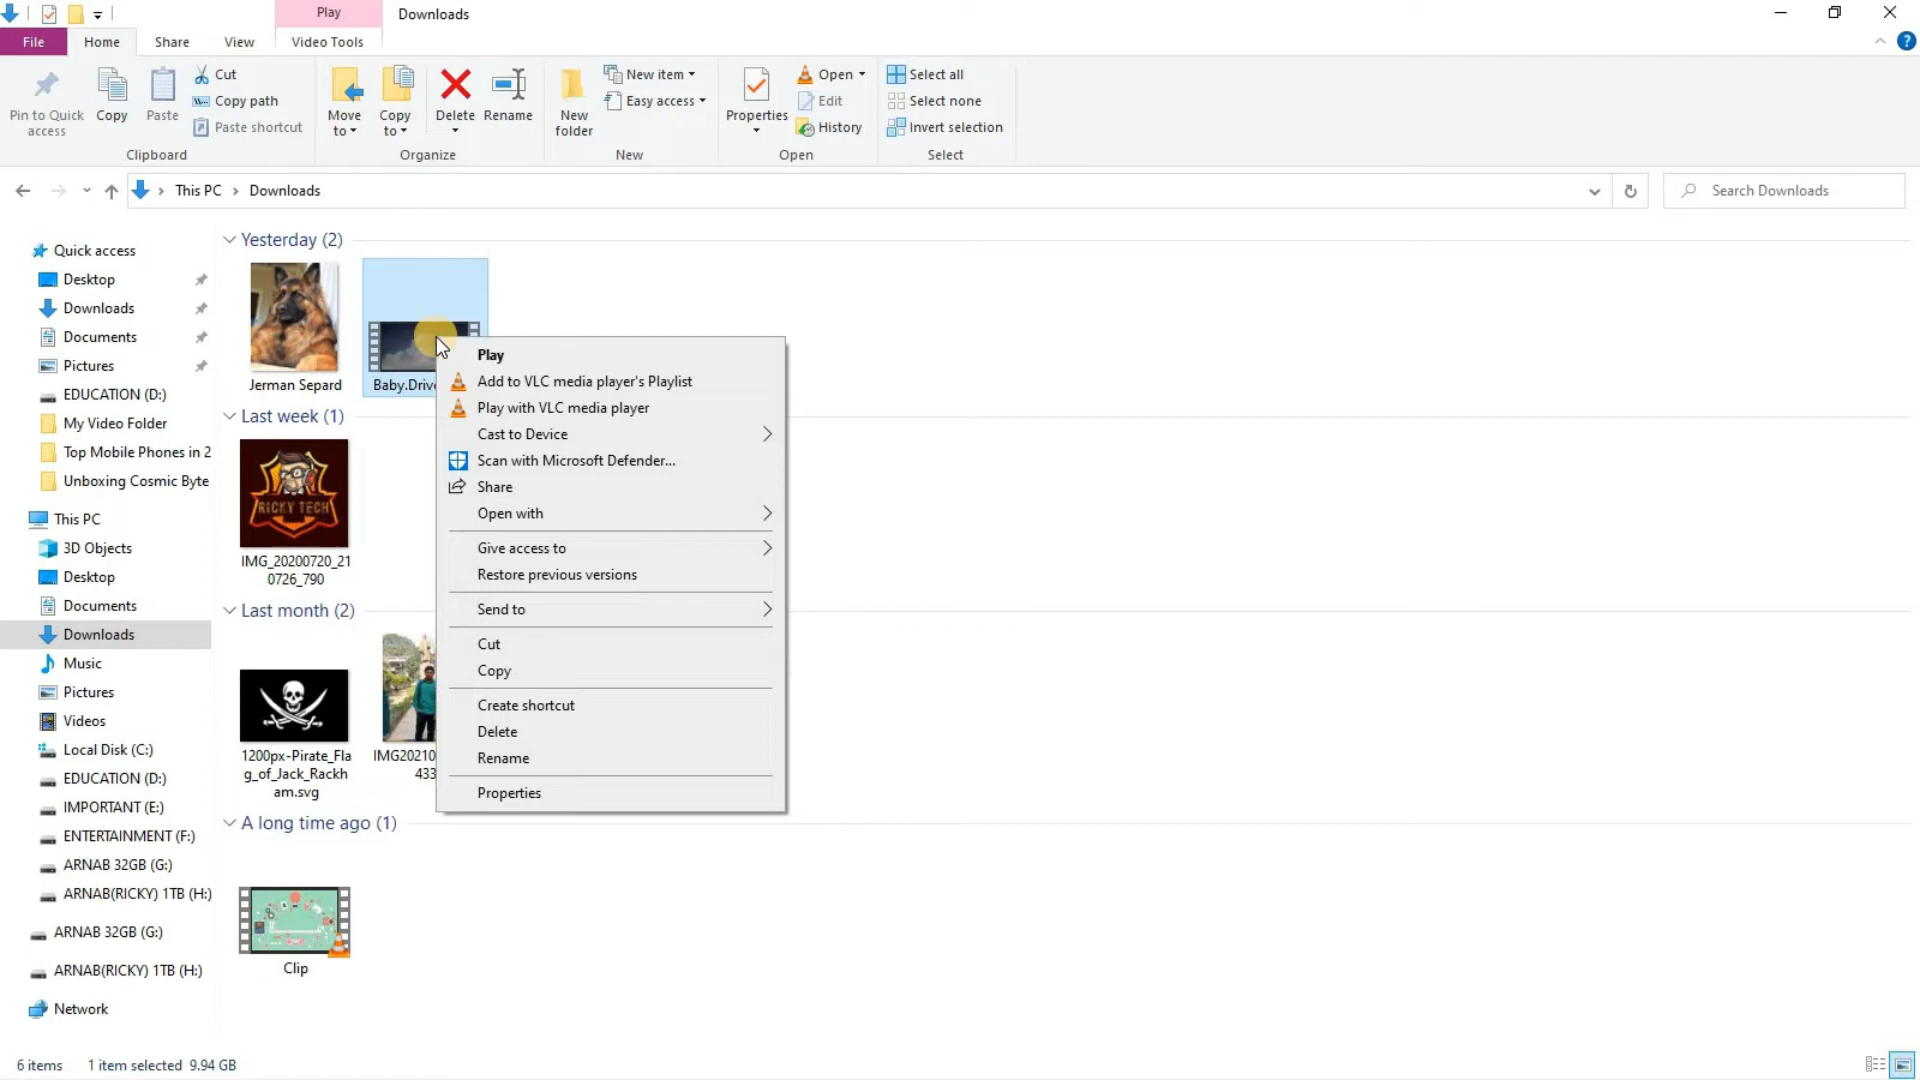 Play
Downloads
File
Home
Share
View
Video Tools
Pin to Quick
access
Copy
Paste
Cut
Copy path
Paste shortcut
Clipboard
Move
to
Copy
to
Delete
Rename
Organize
New
folder
New item
Easy access
New
Properties
Open
Edit
History
Open
Select all
Select none
Invert selection
Select
This PC
Downloads
Search Downloads
Quick access
Desktop
Downloads
Documents
Pictures
EDUCATION (D:)
My Video Folder
Top Mobile Phones in 2
Unboxing Cosmic Byte
This PC
3D Objects
Desktop
Documents
Downloads
Music
Pictures
Videos
Local Disk (C:)
EDUCATION (D:)
IMPORTANT (E:)
ENTERTAINMENT (F:)
ARNAB 32GB (G:)
ARNAB(RICKY) 1TB (H:)
ARNAB 32GB (G:)
ARNAB(RICKY) 1TB (H:)
Network
Yesterday (2)
Jerman Separd
Baby.Driv
Last week (1)
RICKY TECH
IMG_20200720_21
0726_790
Last month (2)
1200px-Pirate_Fla
g_of_Jack_Rackh
am.svg
IMG20210
433
A long time ago (1)
Clip
Play
Add to VLC media player's Playlist
Play with VLC media player
Cast to Device
Scan with Microsoft Defender...
Share
Open with
Give access to
Restore previous versions
Send to
Cut
Copy
Create shortcut
Delete
Rename
Properties
6 items
1 item selected 9.94 GB